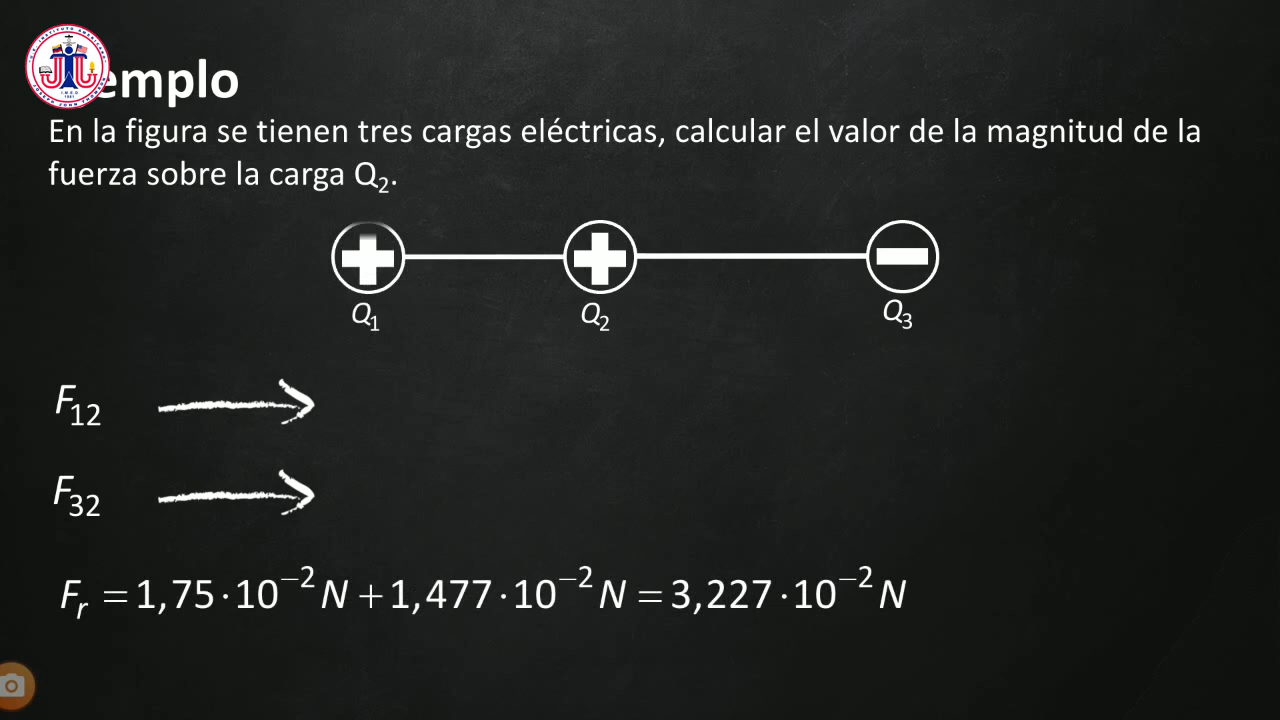 emplo
En la figura se tienen tres cargas eléctricas, calcular el valor de la magnitud de la
fuerza sobre la carga Q₂.
Q₁ Q₂ Q₃
F₁₂
F₃₂
Fᵣ = 1,75·10⁻² N + 1,477·10⁻² N = 3,227·10⁻² N